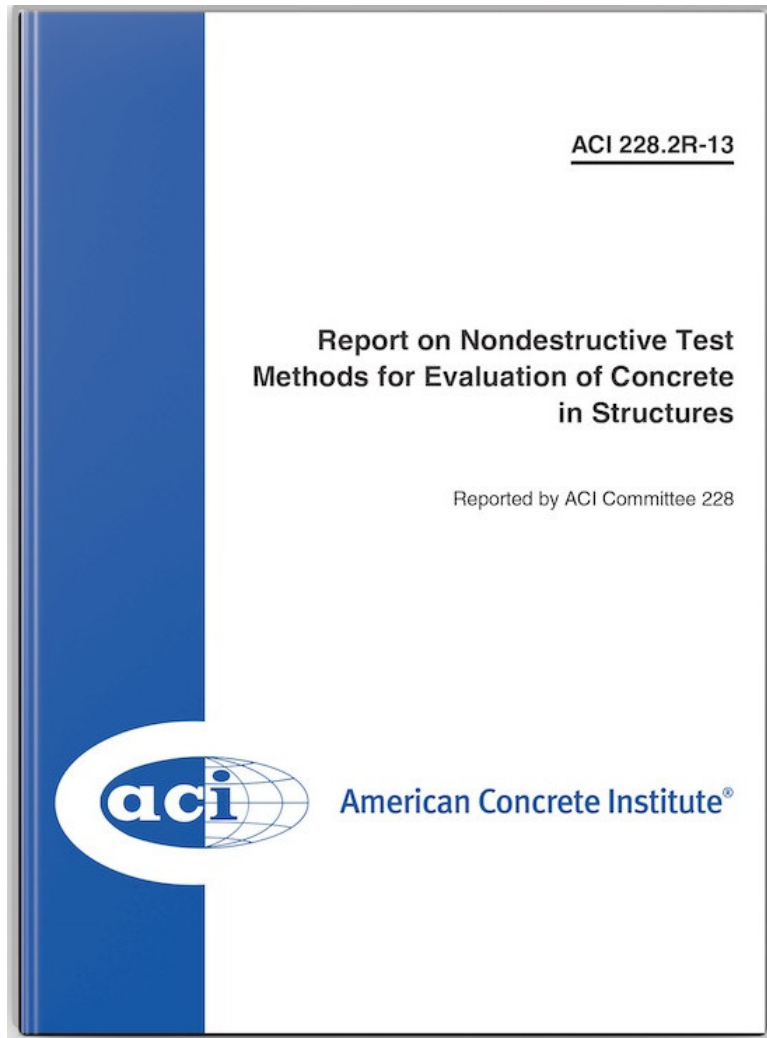 ACI 228.2R-13
Report on Nondestructive Test
Methods for Evaluation of Concrete
in Structures
Reported by ACI Committee 228
aci
American Concrete Institute®